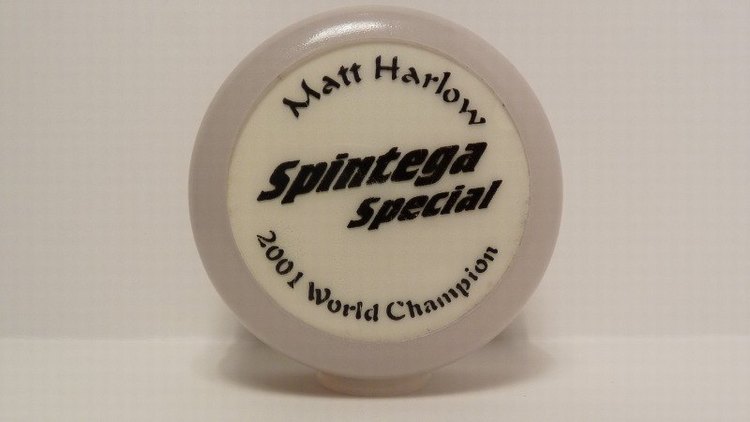 Matt Harlow
Spintega
Special
2001 World Champion